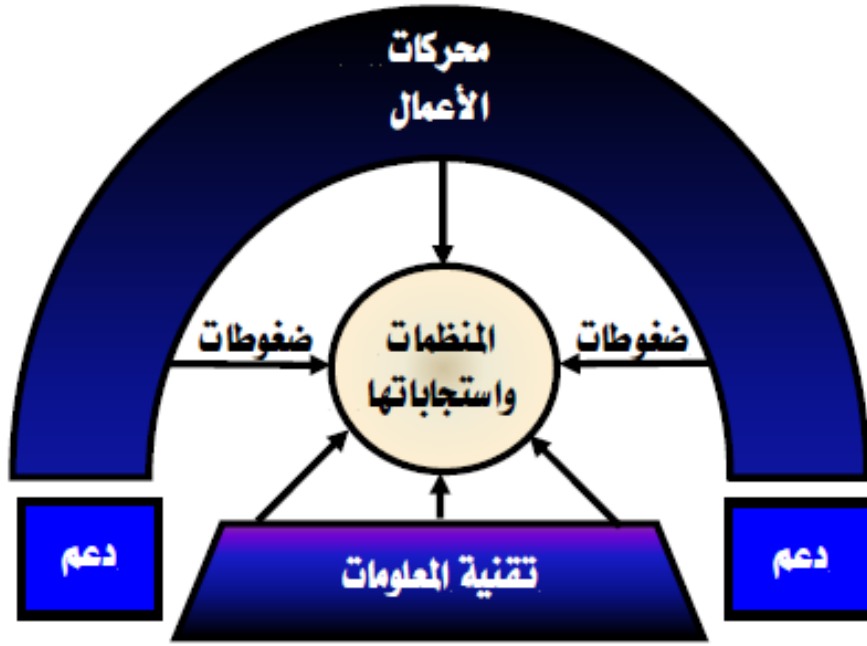 محركات
الأعمال
ضغوطات
ضغوطات
المنظمات
واستجاباتها
دعم
دعم
تقنية المعلومات